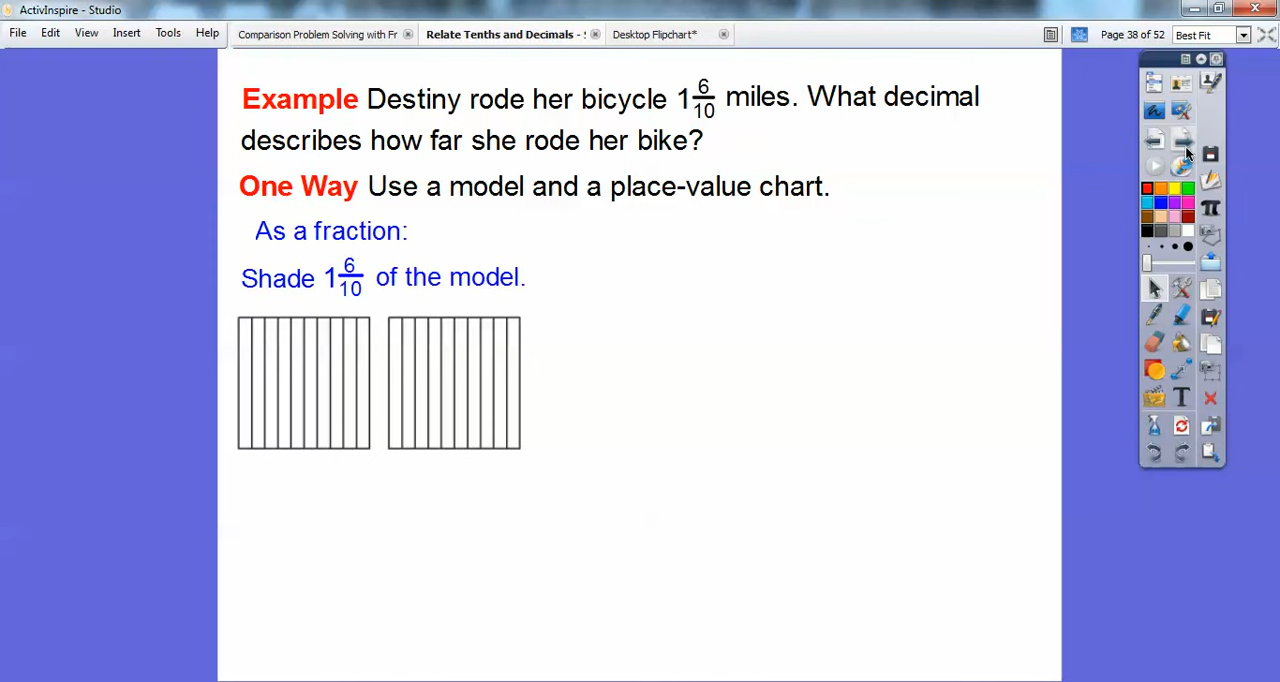 ActivInspire - Studio
File Edit View Insert Tools Help
Comparison Problem Solving with Fr
Relate Tenths and Decimals - S
Desktop Flipchart*
Page 38 of 52
Best Fit
Example Destiny rode her bicycle 1 6/10 miles. What decimal
describes how far she rode her bike?
One Way Use a model and a place-value chart.
As a fraction:
Shade 1 6/10 of the model.